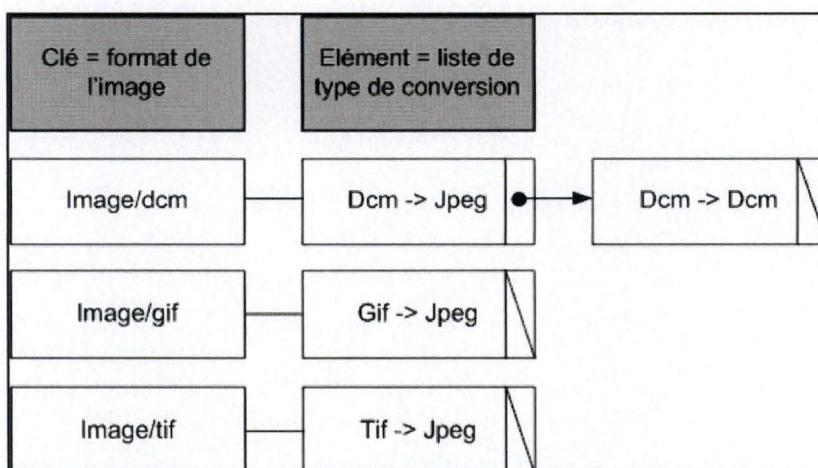 Clé = format de
l'image
Elément = liste de
type de conversion
Image/dcm
Dcm -> Jpeg
Dcm -> Dcm
Image/gif
Gif -> Jpeg
Image/tif
Tif -> Jpeg